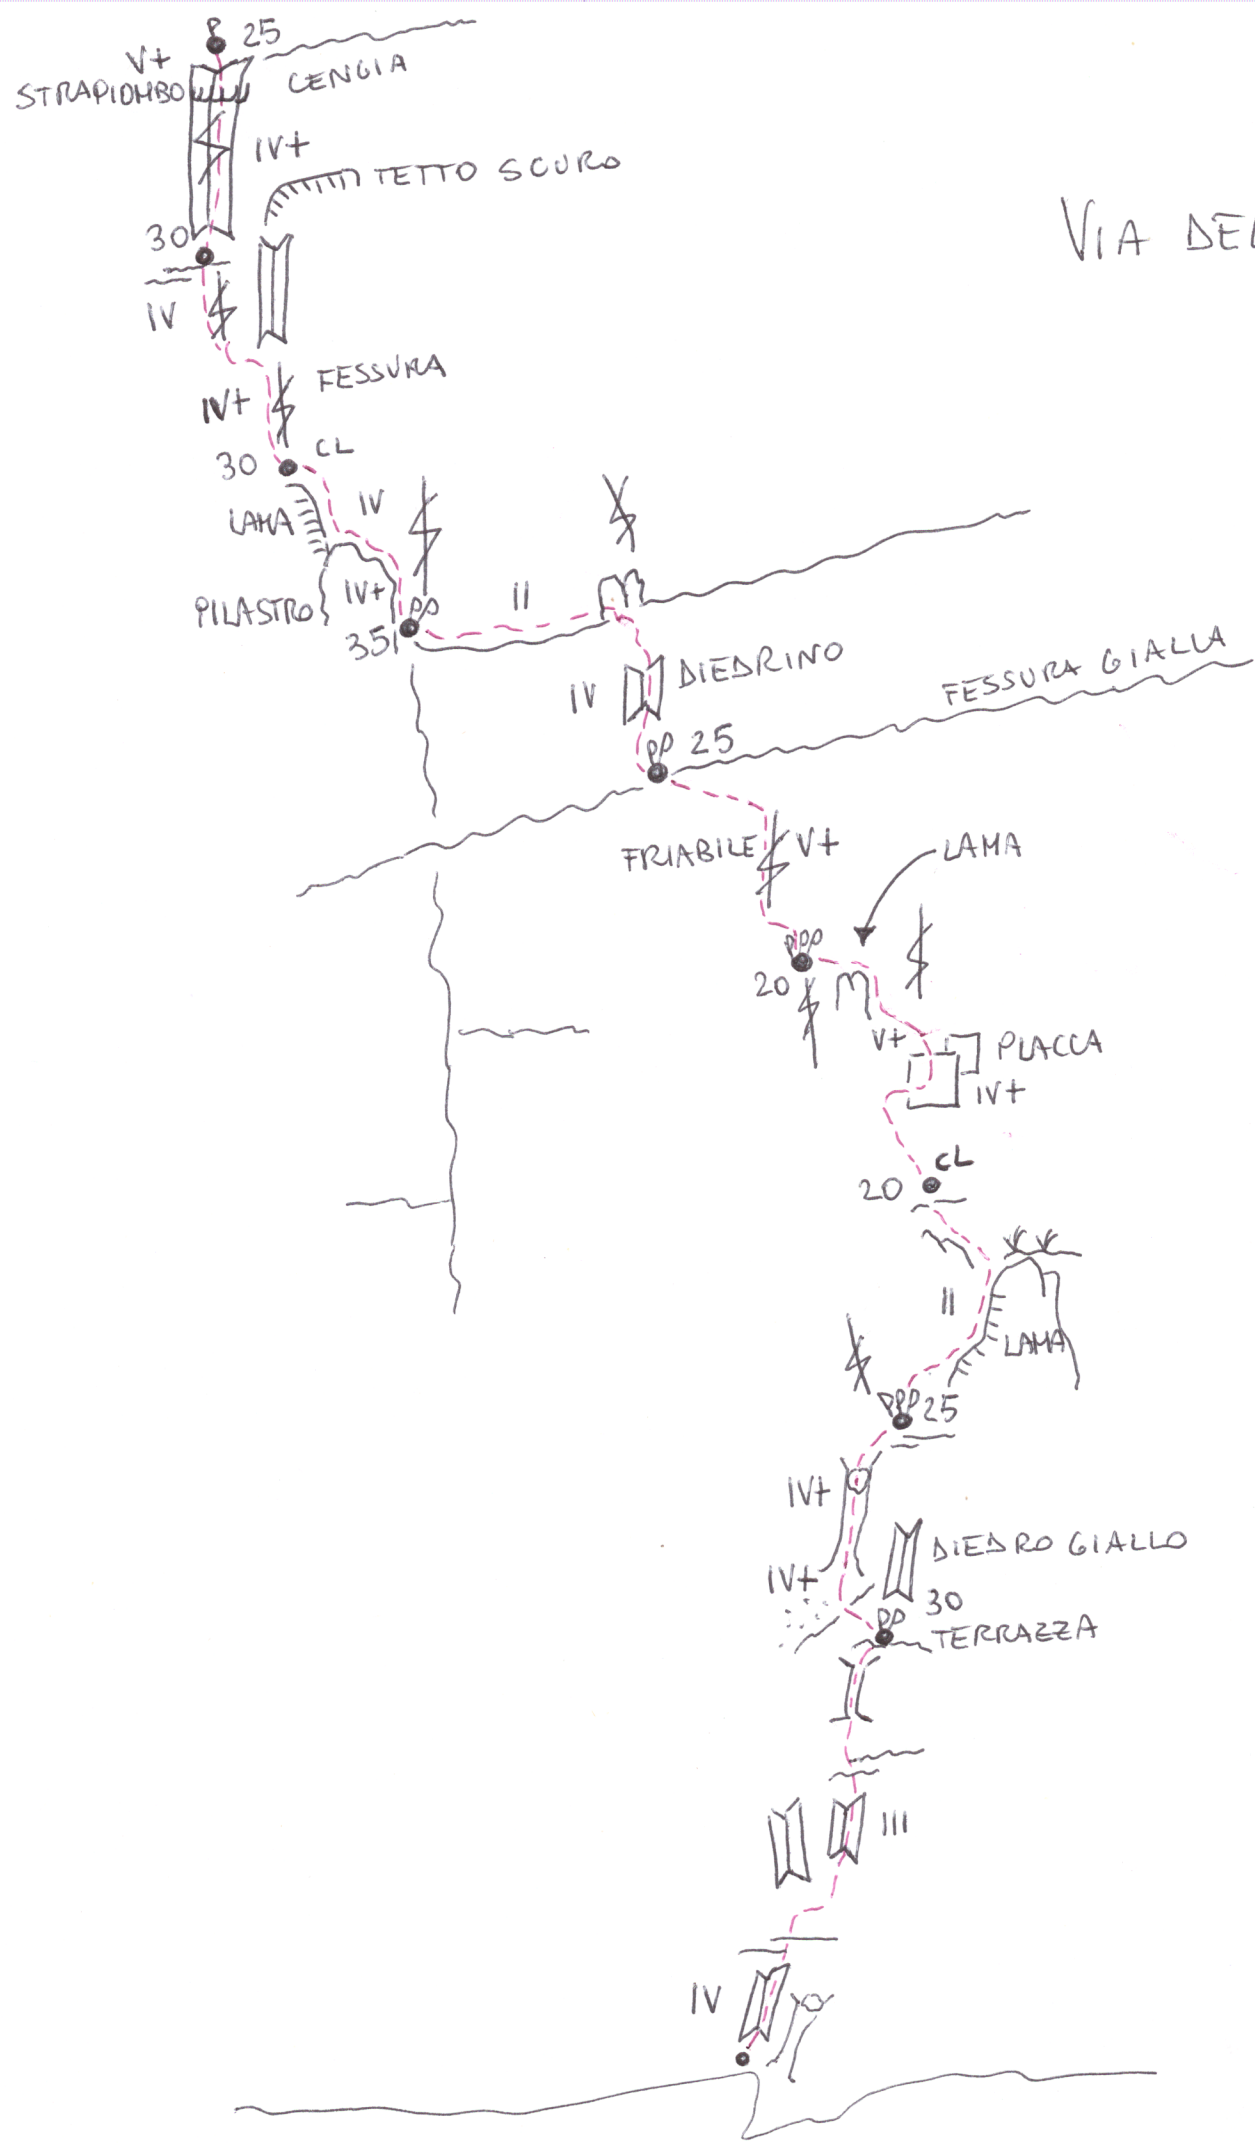 P 25
V+
STRAPIOMBO
CENGIA
IV+
TETTO SCURO
30
VIA DEL
IV
FESSURA
IV+
CL
30
IV
LAMA
IV+
PILASTRO
PP
35
II
DIEDRINO
IV
FESSURA GIALLA
PP 25
FRIABILE V+
LAMA
PPP
20
V+
PLACCA
IV+
CL
20
II
LAMA
PPP 25
IV+
DIEDRO GIALLO
IV+
PP 30
TERRAZZA
III
IV